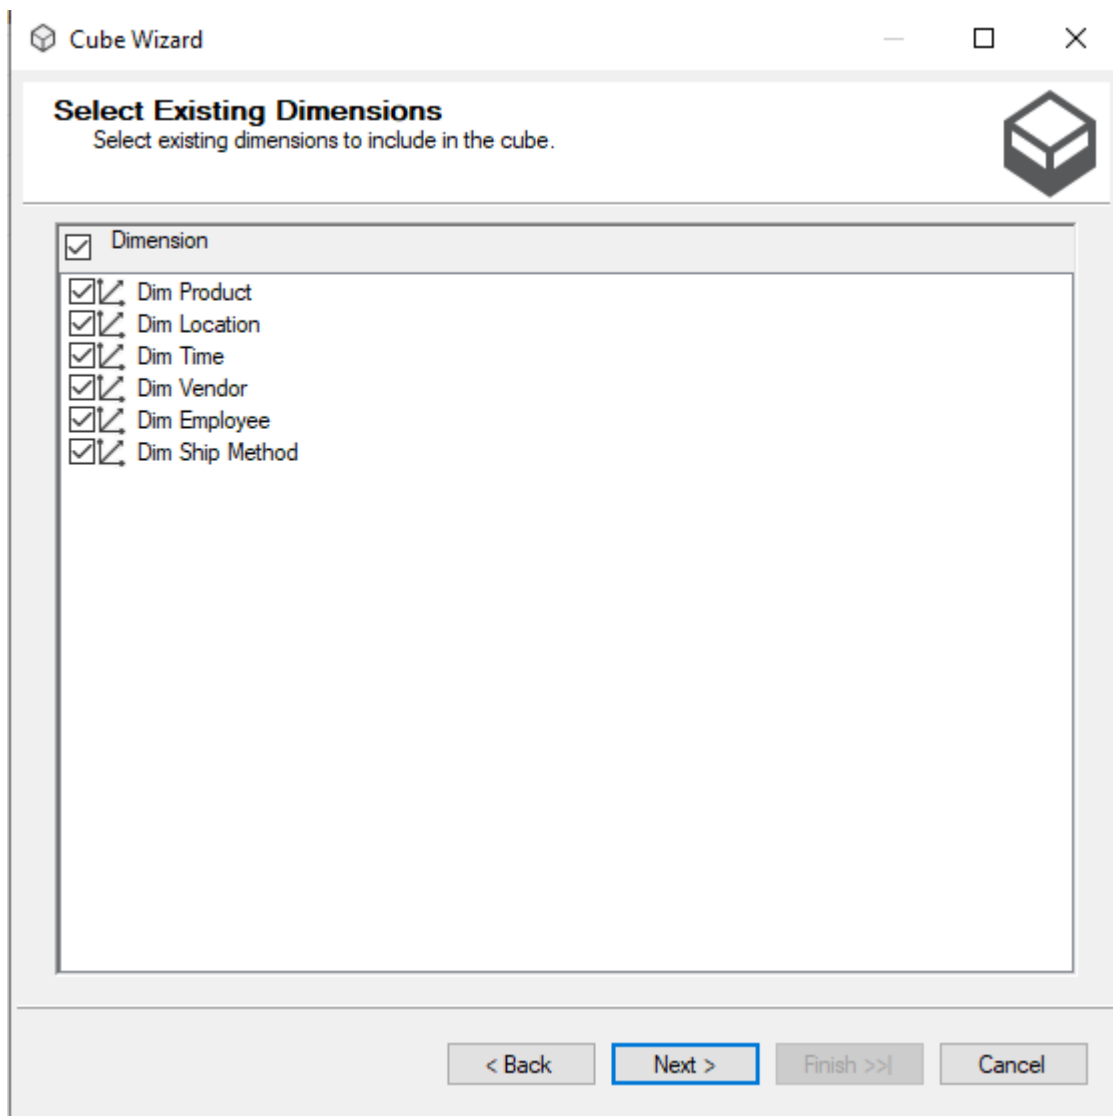 Cube Wizard
Select Existing Dimensions
Select existing dimensions to include in the cube.
Dimension
Dim Product
Dim Location
Dim Time
Dim Vendor
Dim Employee
Dim Ship Method
< Back Next > Finish >>| Cancel